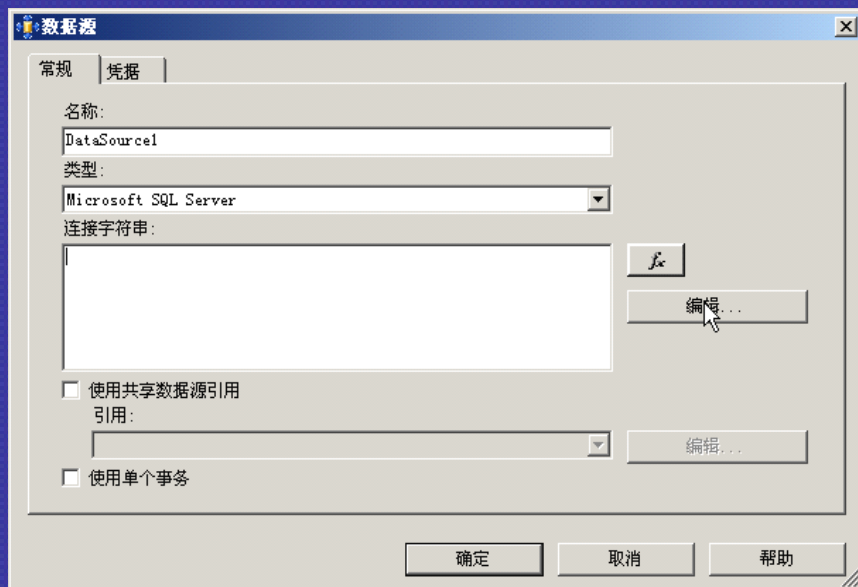 数据源
常规 凭据
名称:
DataSource1
类型:
Microsoft SQL Server
连接字符串:
fx
编辑...
使用共享数据源引用
引用:
编辑...
使用单个事务
确定 取消 帮助